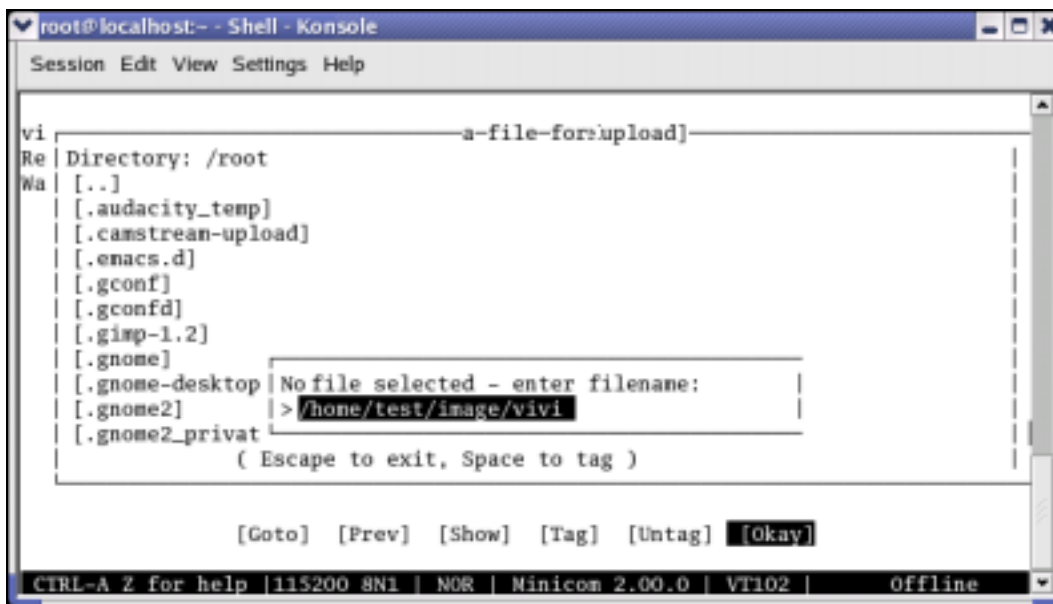 root@localhost:~ - Shell - Konsole
Session Edit View Settings Help
vi
a-file-for upload]
Re Directory: /root
Wa [..]
[.audacity_temp]
[.camstream-upload]
[.emacs.d]
[.gconf]
[.gconfd]
[.gimp-1.2]
[.gnome]
[.gnome-desktop No file selected - enter filename:
[.gnome2] >/home/test/image/vivi
[.gnome2_privat
( Escape to exit, Space to tag )
[Goto] [Prev] [Show] [Tag] [Untag] [Okay]
CTRL-A Z for help |115200 8N1 | NOR | Minicom 2.00.0 | VT102 | Offline